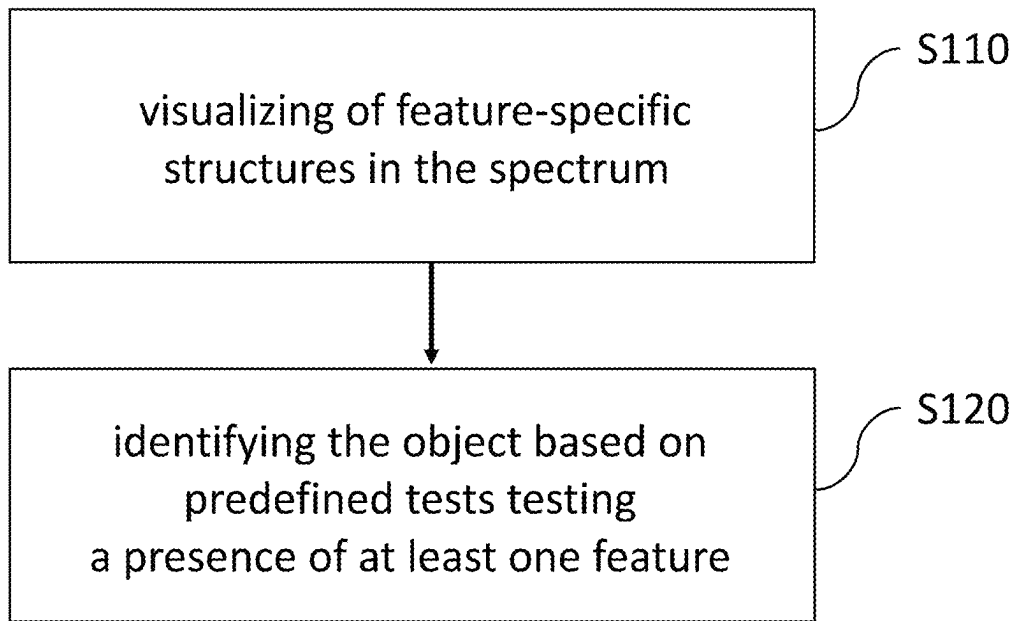 S110
visualizing of feature-specific
structures in the spectrum
S120
identifying the object based on
predefined tests testing
a presence of at least one feature